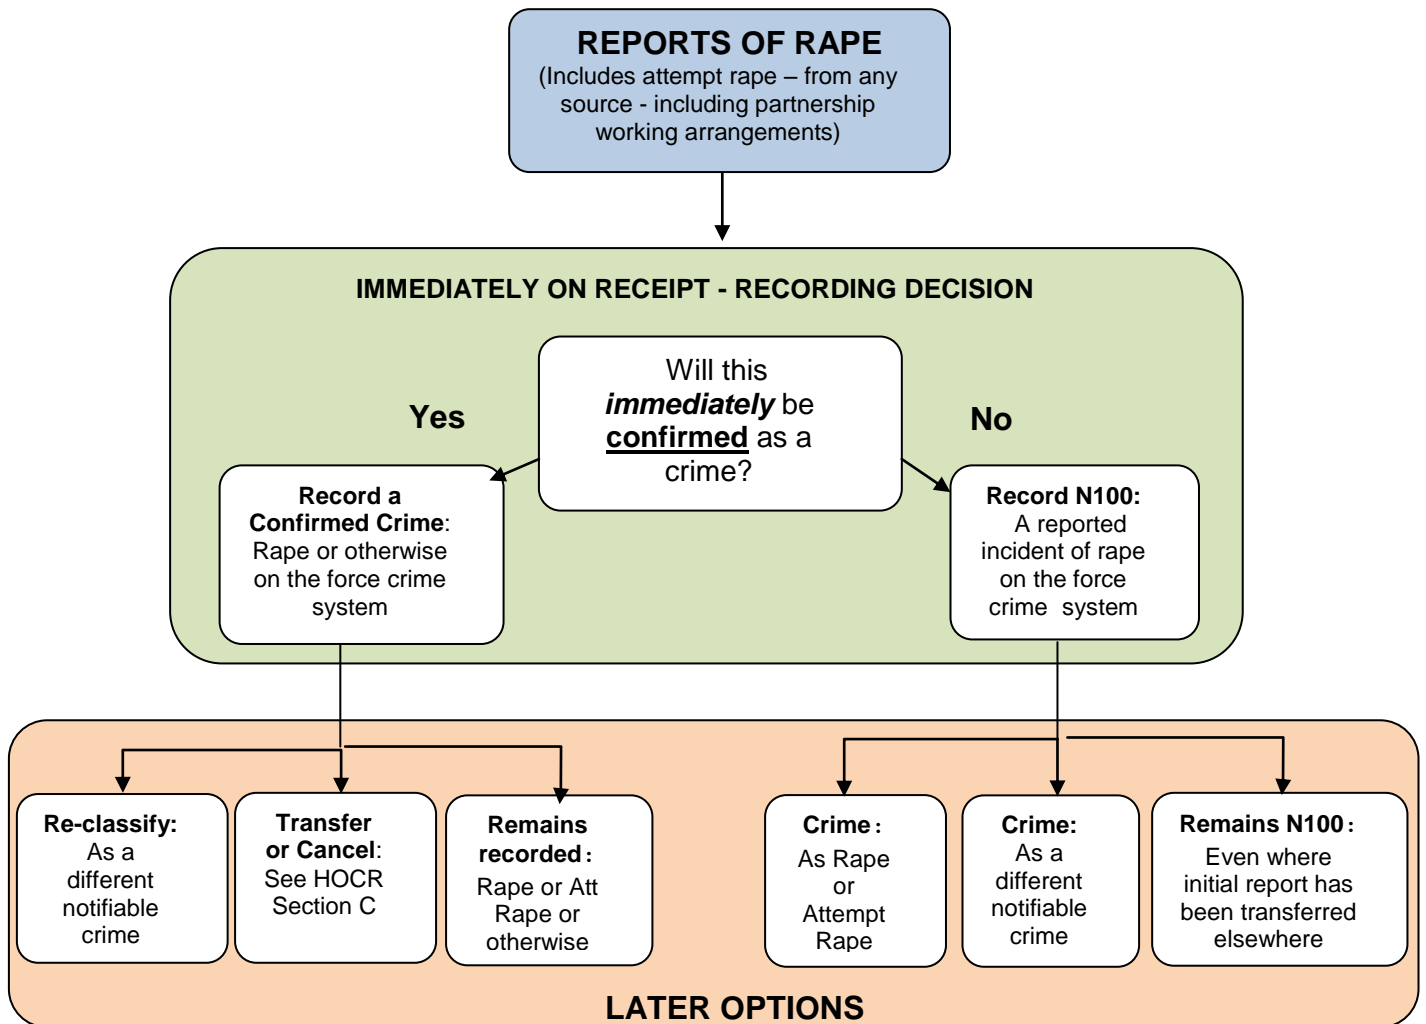 REPORTS OF RAPE
(Includes attempt rape – from any
source - including partnership
working arrangements)
IMMEDIATELY ON RECEIPT - RECORDING DECISION
Will this
immediately be
confirmed as a
crime?
Yes
No
Record a
Confirmed Crime:
Rape or otherwise
on the force crime
system
Record N100:
A reported
incident of rape
on the force
crime system
Re-classify:
As a
different
notifiable
crime
Transfer
or Cancel:
See HOCR
Section C
Remains
recorded:
Rape or Att
Rape or
otherwise
Crime:
As Rape
or
Attempt
Rape
Crime:
As a
different
notifiable
crime
Remains N100:
Even where
initial report has
been transferred
elsewhere
LATER OPTIONS